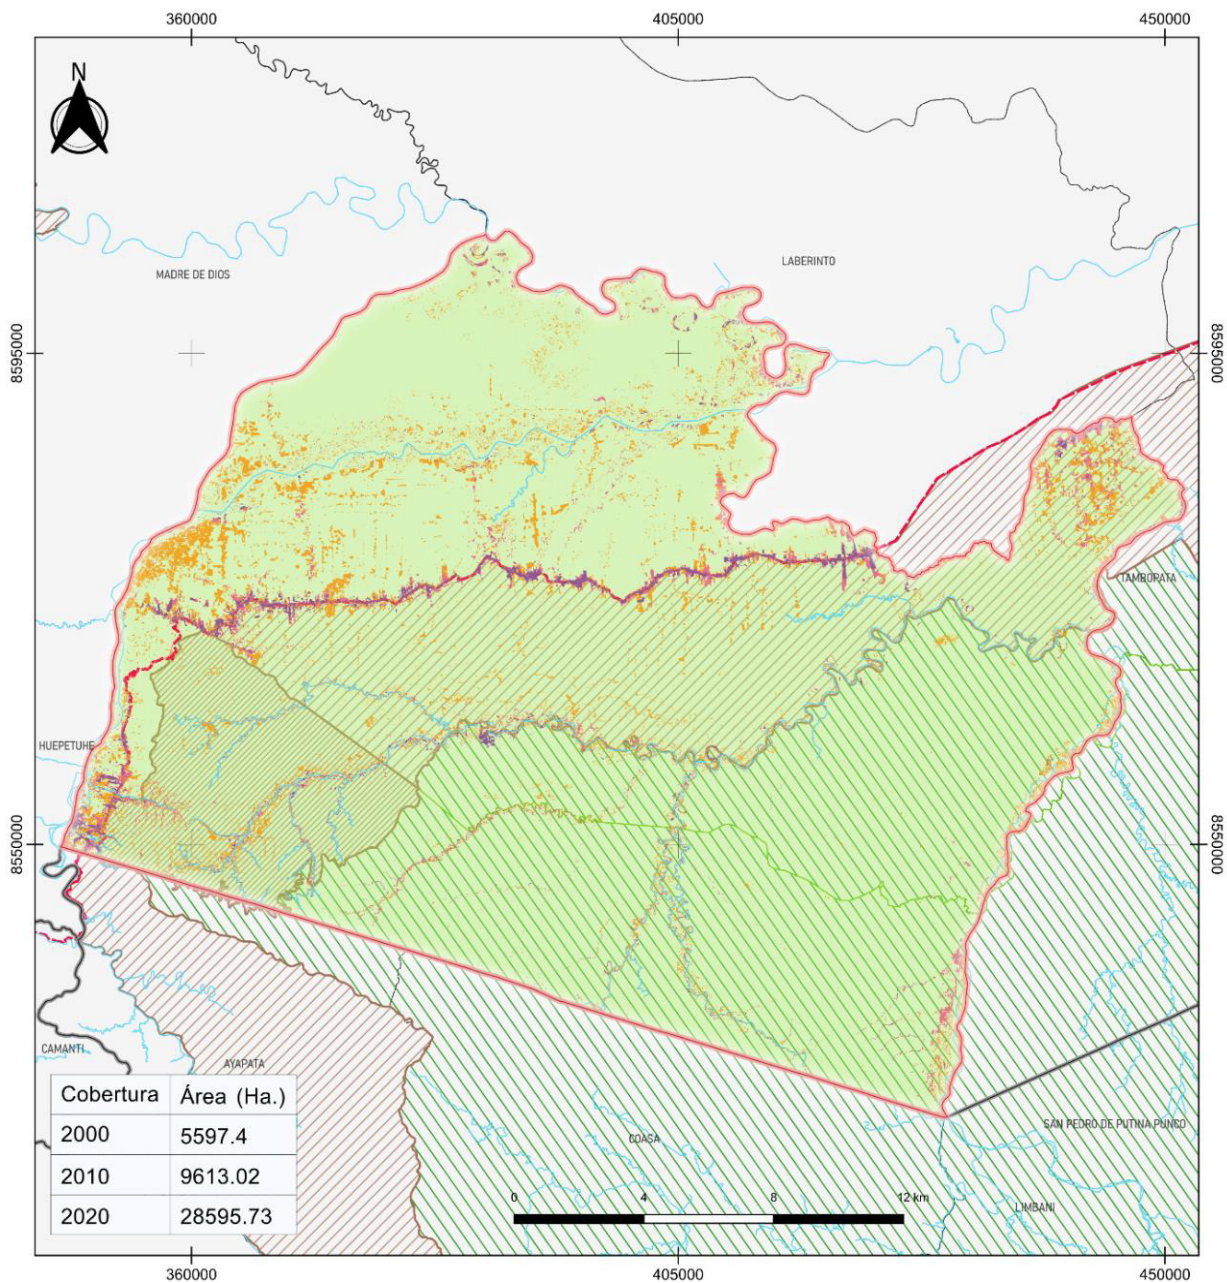 360000 405000 450000
N
MADRE DE DIOS
LABERINTO
8595000 8595000
TAMBOPATA
HUEPETUHE
8550000 8550000
CAMANTI
AYAPATA
Cobertura Área (Ha.)
2000 5597.4
2010 9613.02
2020 28595.73
COASA
SAN PEDRO DE PUTINA PUNCO
LIMBANI
0 4 8 12 km
360000 405000 450000